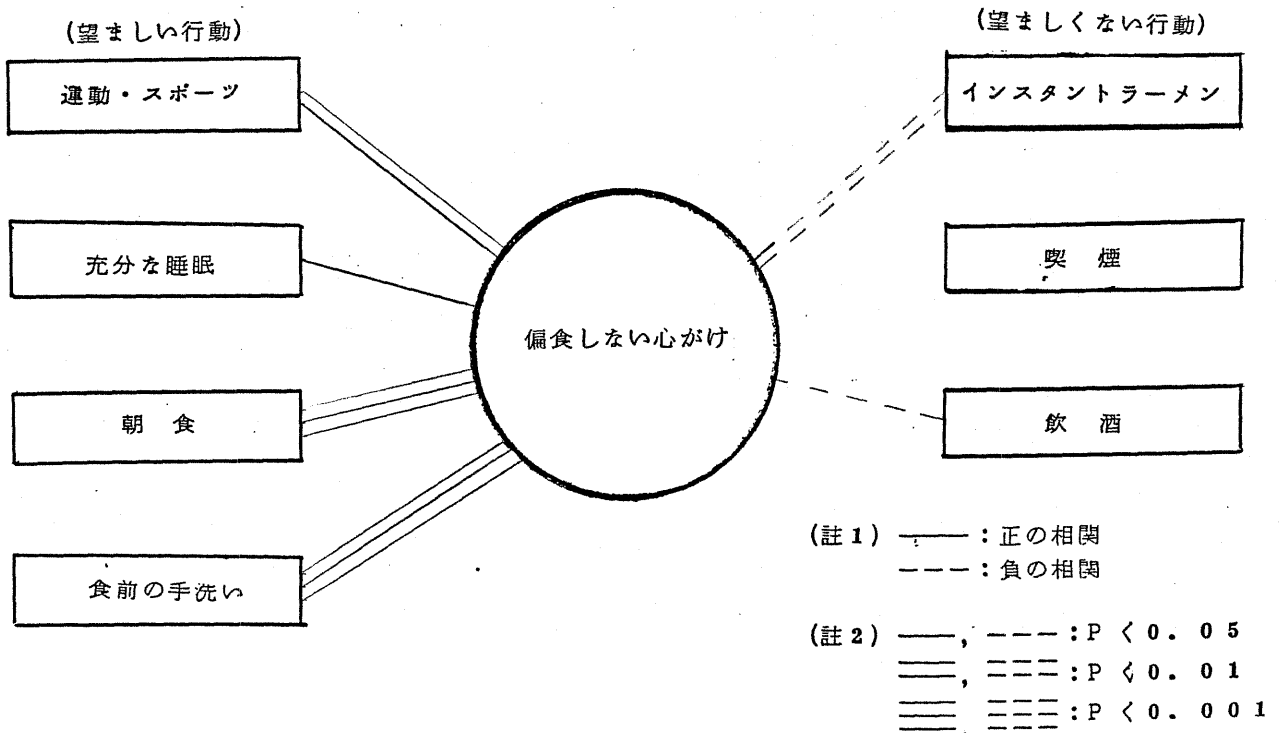 (望ましい行動)
運動・スポーツ
充分な睡眠
朝 食
食前の手洗い
偏食しない心がけ
(望ましくない行動)
インスタントラーメン
喫 煙
飲 酒
(註1) ――― : 正の相関
--- : 負の相関
(註2) ―――, --- : P < 0. 05
, : P < 0. 01
: P < 0. 001